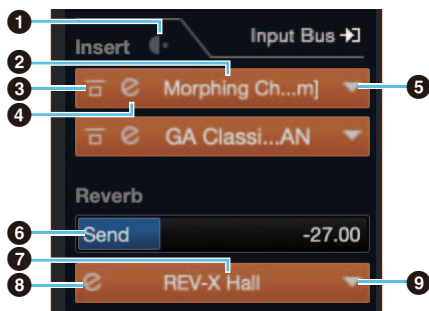 1
Insert
Input Bus
2
3
Morphing Ch...m]
5
4
GA Classi...AN
Reverb
6
Send
-27.00
7
8
REV-X Hall
9